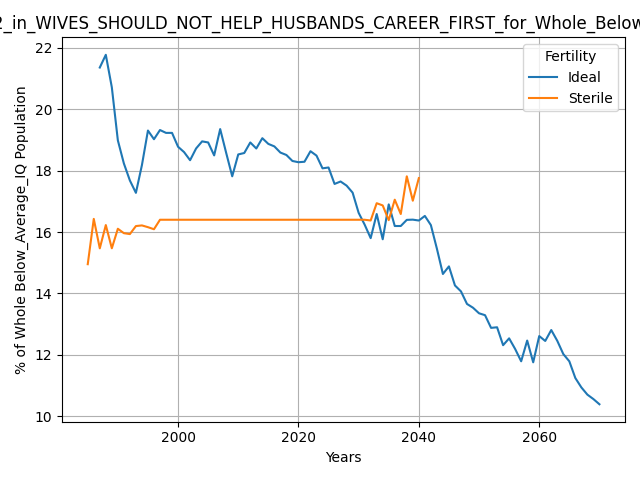 2_in_WIVES_SHOULD_NOT_HELP_HUSBANDS_CAREER_FIRST_for_Whole_Below
Fertility
Ideal
Sterile
22
20
18
16
14
12
10
% of Whole Below_Average_IQ Population
2000 2020 2040 2060
Years